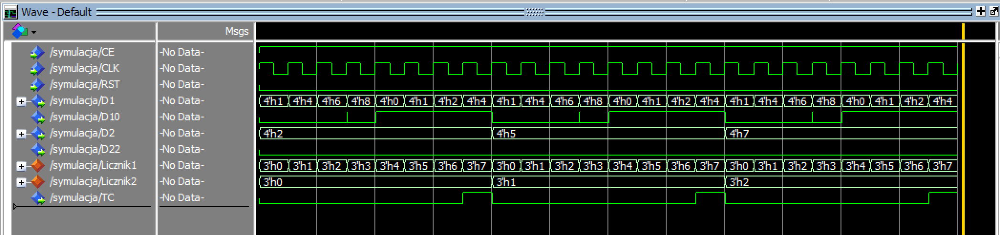 Wave - Default
Msgs
/symulacja/CE -No Data-
/symulacja/CLK -No Data-
/symulacja/RST -No Data-
/symulacja/D1 -No Data- 4'h1 4'h4 4'h6 4'h8 4'h0 4'h1 4'h2 4'h4 4'h1 4'h4 4'h6 4'h8 4'h0 4'h1 4'h2 4'h4 4'h1 4'h4 4'h6 4'h8 4'h0 4'h1 4'h2 4'h4
/symulacja/D10 -No Data-
/symulacja/D2 -No Data- 4'h2 4'h5 4'h7
/symulacja/D22 -No Data-
/symulacja/Licznik1 -No Data- 3'h0 3'h1 3'h2 3'h3 3'h4 3'h5 3'h6 3'h7 3'h0 3'h1 3'h2 3'h3 3'h4 3'h5 3'h6 3'h7 3'h0 3'h1 3'h2 3'h3 3'h4 3'h5 3'h6 3'h7
/symulacja/Licznik2 -No Data- 3'h0 3'h1 3'h2
/symulacja/TC -No Data-